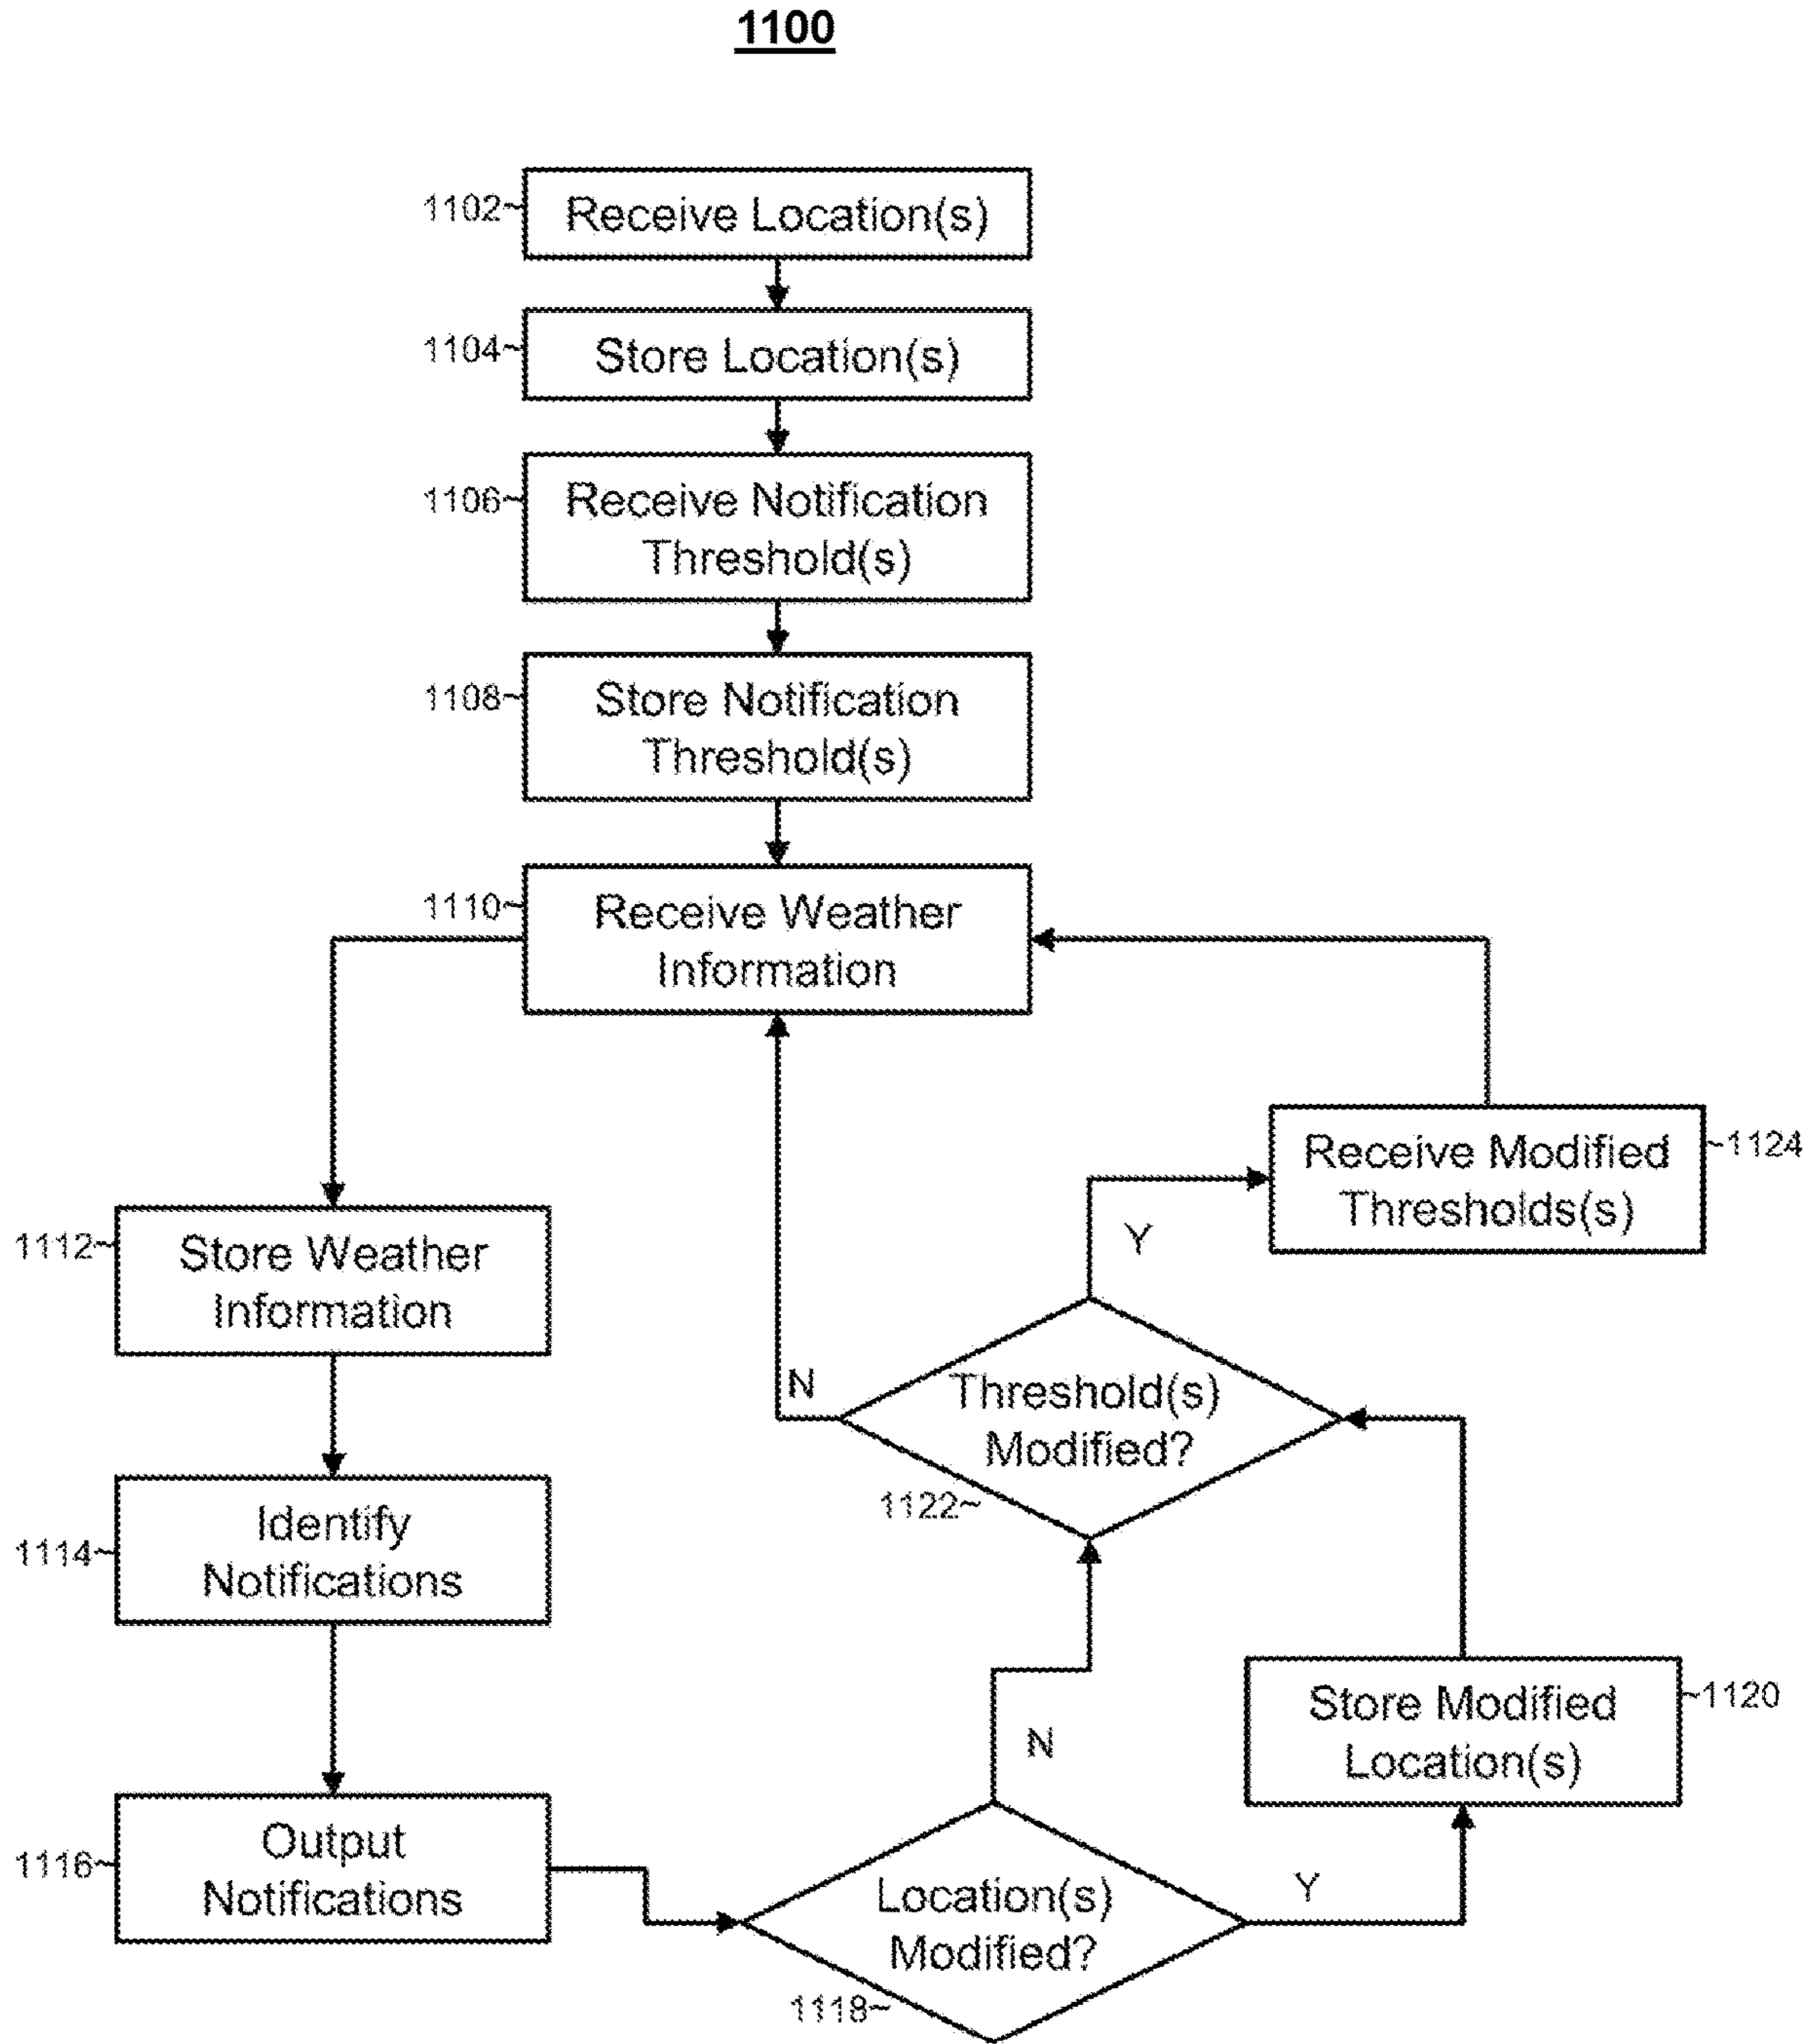 1100
1102
Receive Location(s)
1104
Store Location(s)
1106
Receive Notification
Threshold(s)
1108
Store Notification
Threshold(s)
1110
Receive Weather
Information
1112
Store Weather
Information
1114
Identify
Notifications
1116
Output
Notifications
Location(s)
Modified?
1118
N
Y
Store Modified
Location(s)
1120
Threshold(s)
Modified?
1122
N
Y
Receive Modified
Thresholds(s)
1124